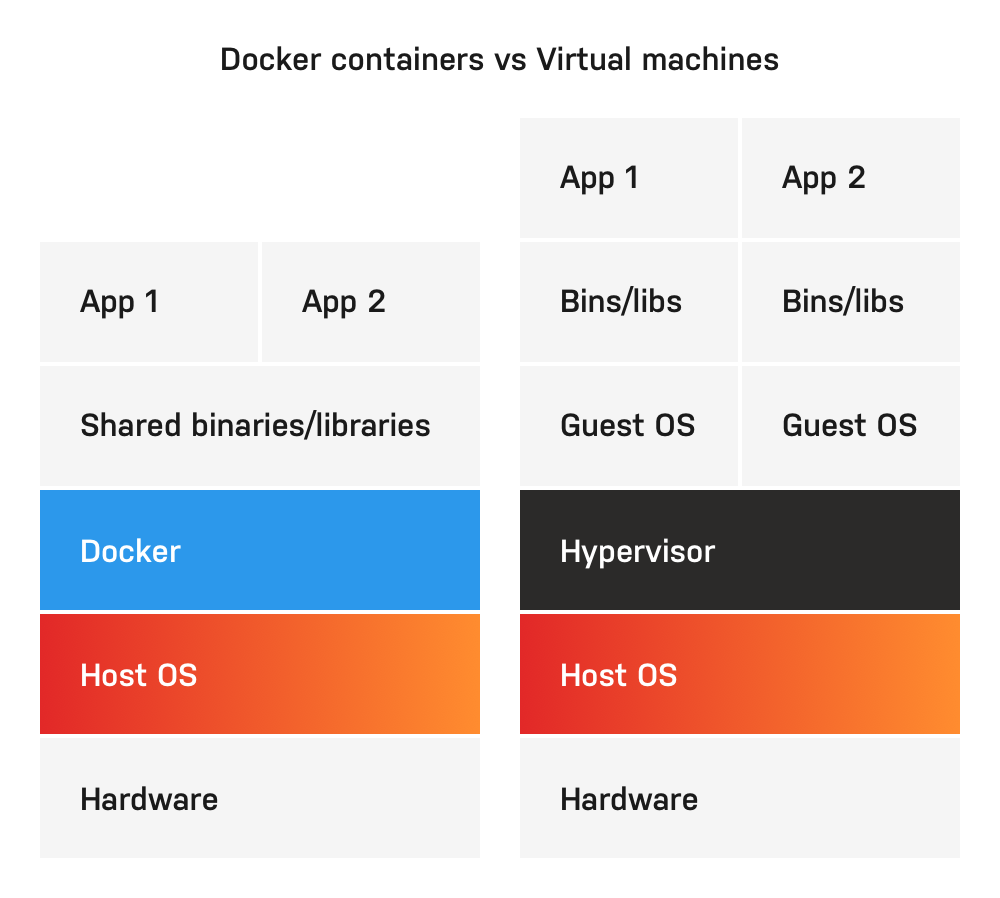 Docker containers vs Virtual machines
App 1
App 2
Shared binaries/libraries
Docker
Host OS
Hardware
App 1
App 2
Bins/libs
Bins/libs
Guest OS
Guest OS
Hypervisor
Host OS
Hardware